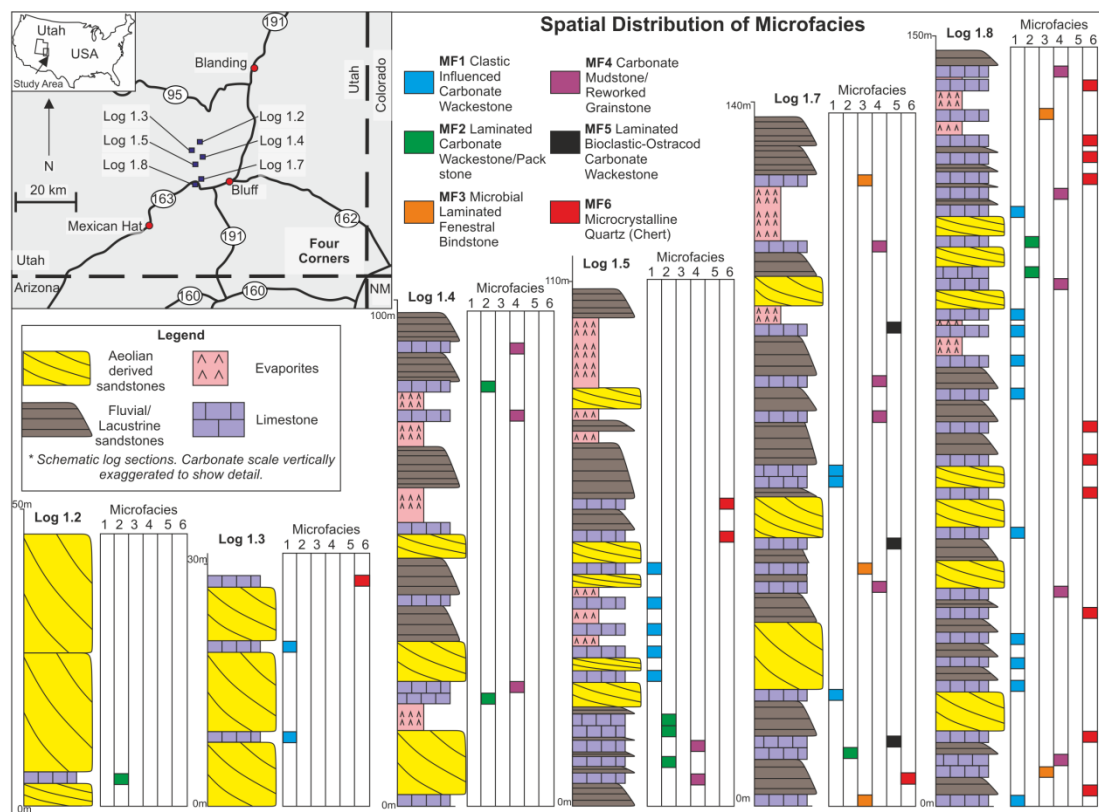 Spatial Distribution of Microfacies
Utah
USA
Study Area
N
20 km
191
Blanding
95
Utah
Colorado
Log 1.3
Log 1.5
Log 1.8
Log 1.2
Log 1.4
Log 1.7
Bluff
163
Mexican Hat
191
162
Four
Corners
Utah
Arizona
160
160
NM
MF1 Clastic
Influenced
Carbonate
Wackestone
MF2 Laminated
Carbonate
Wackestone/Pack
stone
MF3 Microbial
Laminated
Fenestral
Bindstone
MF4 Carbonate
Mudstone/
Reworked
Grainstone
MF5 Laminated
Bioclastic-Ostracod
Carbonate
Wackestone
MF6
Microcrystalline
Quartz (Chert)
Legend
Aeolian
derived
sandstones
Evaporites
Fluvial/
Lacustrine
sandstones
Limestone
* Schematic log sections. Carbonate scale vertically
exaggerated to show detail.
Log 1.2
50m
0m
Microfacies
1 2 3 4 5 6
Log 1.3
30m
0m
Microfacies
1 2 3 4 5 6
Log 1.4
100m
0m
Microfacies
1 2 3 4 5 6
Log 1.5
110m
0m
Microfacies
1 2 3 4 5 6
Log 1.7
140m
0m
Microfacies
1 2 3 4 5 6
Log 1.8
150m
0m
Microfacies
1 2 3 4 5 6